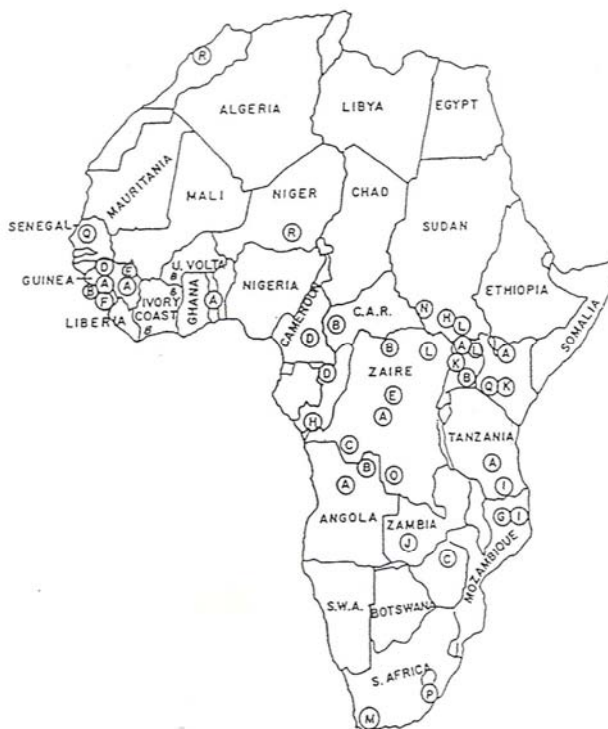 R
ALGERIA
LIBYA
EGYPT
MAURITANIA
MALI
NIGER
CHAD
SUDAN
SENEGAL
Q
R
U. VOLTA
GUINEA
D
A
A
B
F
LIBERIA
IVORY
COAST
GHANA
A
NIGERIA
CAMEROUN
D
B
C.A.R.
ETHIOPIA
SOMALIA
N
H
L
B
L
A
L
A
K
B
Q
K
D
ZAIRE
E
A
H
C
B
O
A
TANZANIA
A
I
ANGOLA
ZAMBIA
J
G
I
MOZAMBIQUE
C
S.W.A.
BOTSWANA
S. AFRICA
P
M